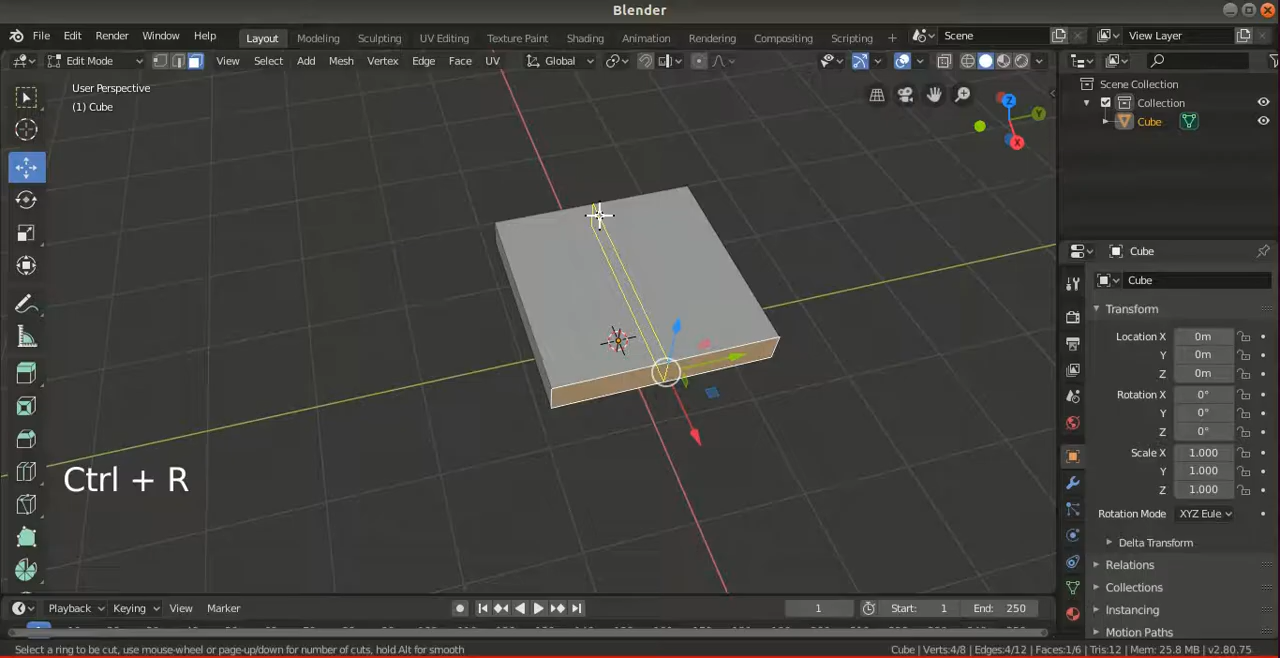 Blender
File Edit Render Window Help Layout Modeling Sculpting UV Editing Texture Paint Shading Animation Rendering Compositing Scripting + Scene View Layer
Edit Mode View Select Add Mesh Vertex Edge Face UV Global
User Perspective
(1) Cube
Z
Y
X
Scene Collection
Collection
Cube
Cube
Cube
Transform
Location X 0m
Y 0m
Z 0m
Rotation X 0°
Y 0°
Z 0°
Scale X 1.000
Y 1.000
Z 1.000
Rotation Mode XYZ Eule
Delta Transform
Relations
Collections
Instancing
Motion Paths
Ctrl + R
Playback Keying View Marker 1 Start: 1 End: 250
Select a ring to be cut, use mouse-wheel or page-up/down for number of cuts, hold Alt for smooth
Cube | Verts:4/8 | Edges:4/12 | Faces:1/6 | Tris:12 | Mem: 25.8 MB | v2.80.75